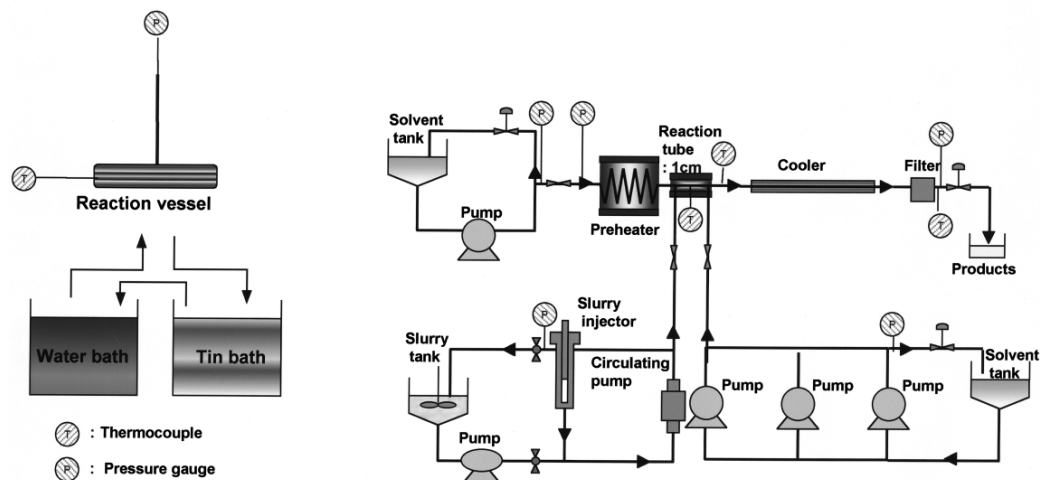 P
T
Reaction vessel
Water bath
Tin bath
T : Thermocouple
P : Pressure gauge
Solvent
tank
Pump
P
P
Preheater
Reaction
tube
: 1cm
T
T
Cooler
Filter
P
T
Products
Slurry
tank
P
Slurry
injector
Circulating
pump
Pump
Pump
Pump
Pump
P
Solvent
tank